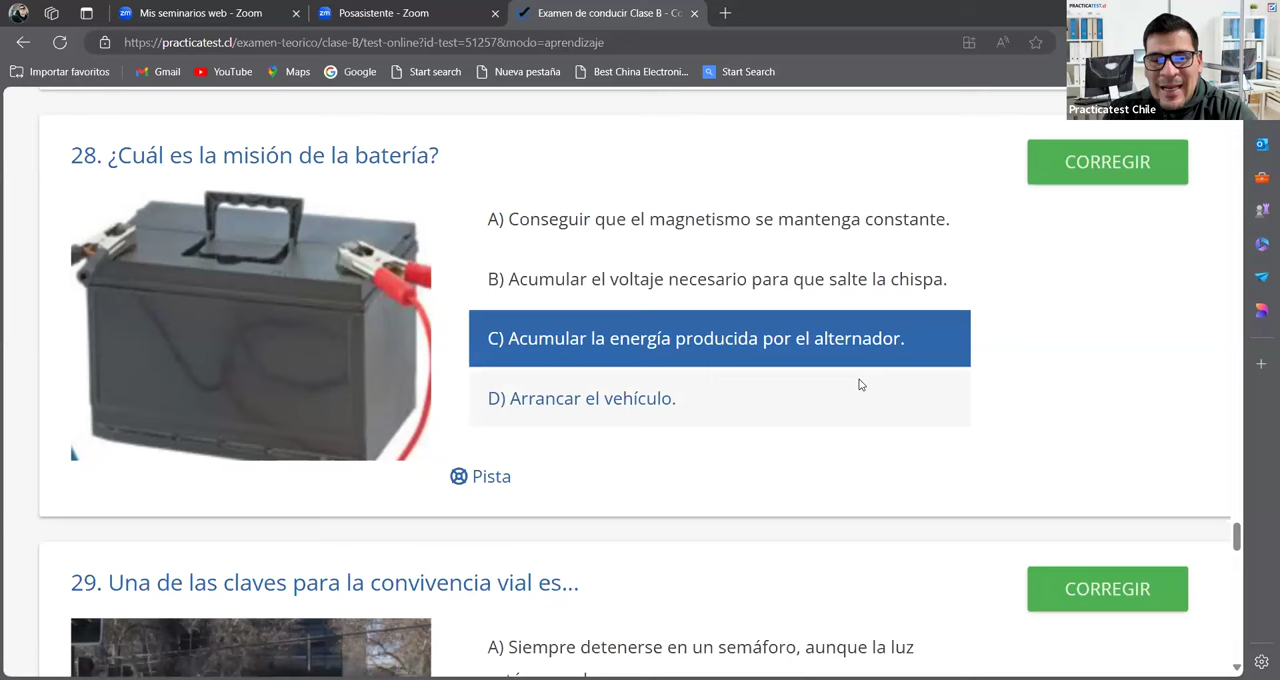 Mis seminarios web - Zoom
Posasistente - Zoom
Examen de conducir Clase B - Co
https://practicatest.cl/examen-teorico/clase-B/test-online?id-test=51257&modo=aprendizaje
Importar favoritos
Gmail
YouTube
Maps
Google
Start search
Nueva pestaña
Best China Electroni...
Start Search
PRACTICATEST.cl
Practicatest Chile
28. ¿Cuál es la misión de la batería?
CORREGIR
A) Conseguir que el magnetismo se mantenga constante.
B) Acumular el voltaje necesario para que salte la chispa.
C) Acumular la energía producida por el alternador.
D) Arrancar el vehículo.
Pista
29. Una de las claves para la convivencia vial es...
CORREGIR
A) Siempre detenerse en un semáforo, aunque la luz